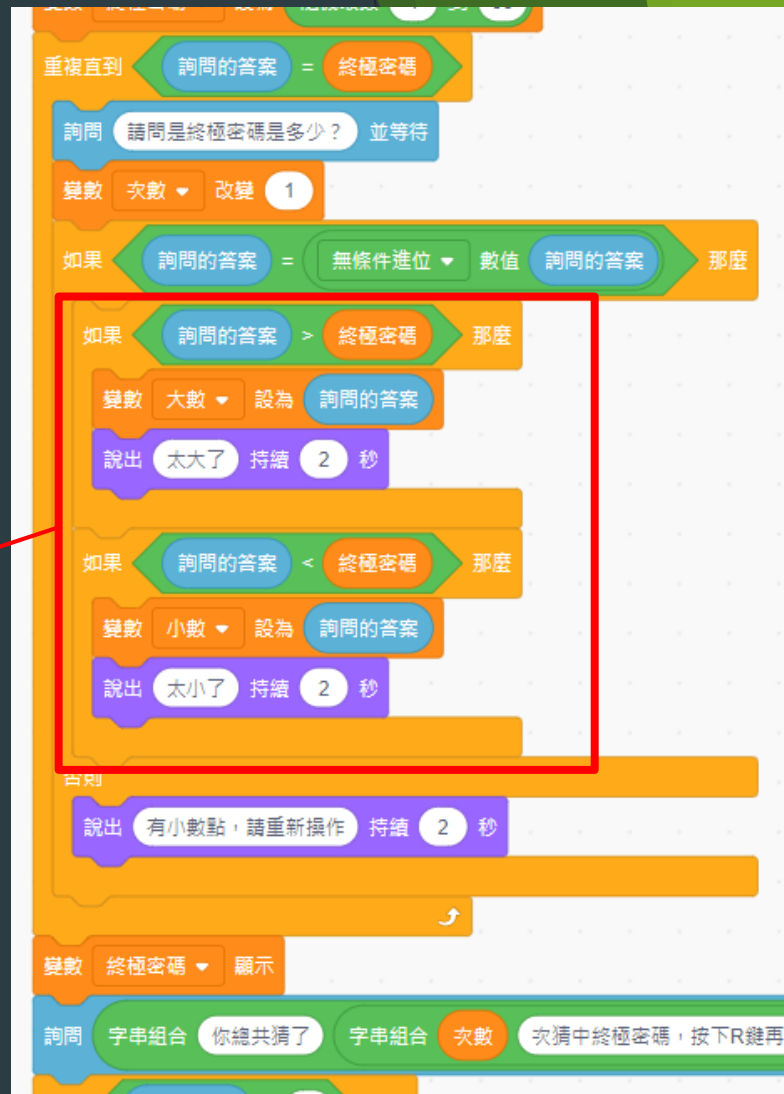 重複直到 詢問的答案 = 終極密碼
詢問 請問是終極密碼是多少？ 並等待
變數 次數 改變 1
如果 詢問的答案 = 無條件進位 數值 詢問的答案 那麼
如果 詢問的答案 > 終極密碼 那麼
變數 大數 設為 詢問的答案
說出 太大了 持續 2 秒
如果 詢問的答案 < 終極密碼 那麼
變數 小數 設為 詢問的答案
說出 太小了 持續 2 秒
否則
說出 有小數點，請重新操作 持續 2 秒
變數 終極密碼 顯示
詢問 字串組合 你總共猜了 字串組合 次數 次猜中終極密碼，按下R鍵再